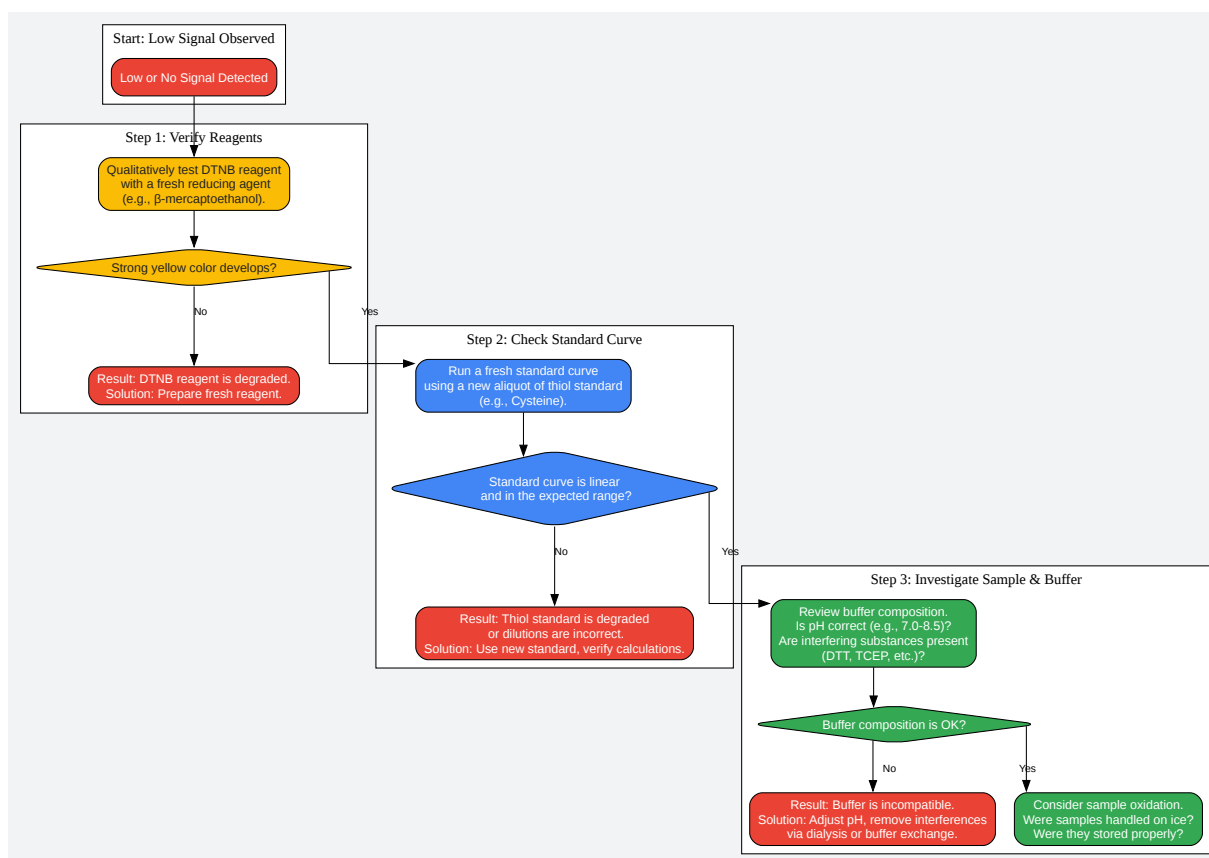 Start: Low Signal Observed
Low or No Signal Detected
Step 1: Verify Reagents
Qualitatively test DTNB reagent
with a fresh reducing agent
(e.g., β-mercaptoethanol).
Strong yellow color develops?
No
Yes
Result: DTNB reagent is degraded.
Solution: Prepare fresh reagent.
Step 2: Check Standard Curve
Run a fresh standard curve
using a new aliquot of thiol standard
(e.g., Cysteine).
Standard curve is linear
and in the expected range?
No
Yes
Result: Thiol standard is degraded
or dilutions are incorrect.
Solution: Use new standard, verify calculations.
Step 3: Investigate Sample & Buffer
Review buffer composition.
Is pH correct (e.g., 7.0-8.5)?
Are interfering substances present
(DTT, TCEP, etc.)?
Buffer composition is OK?
No
Yes
Result: Buffer is incompatible.
Solution: Adjust pH, remove interferences
via dialysis or buffer exchange.
Consider sample oxidation.
Were samples handled on ice?
Were they stored properly?